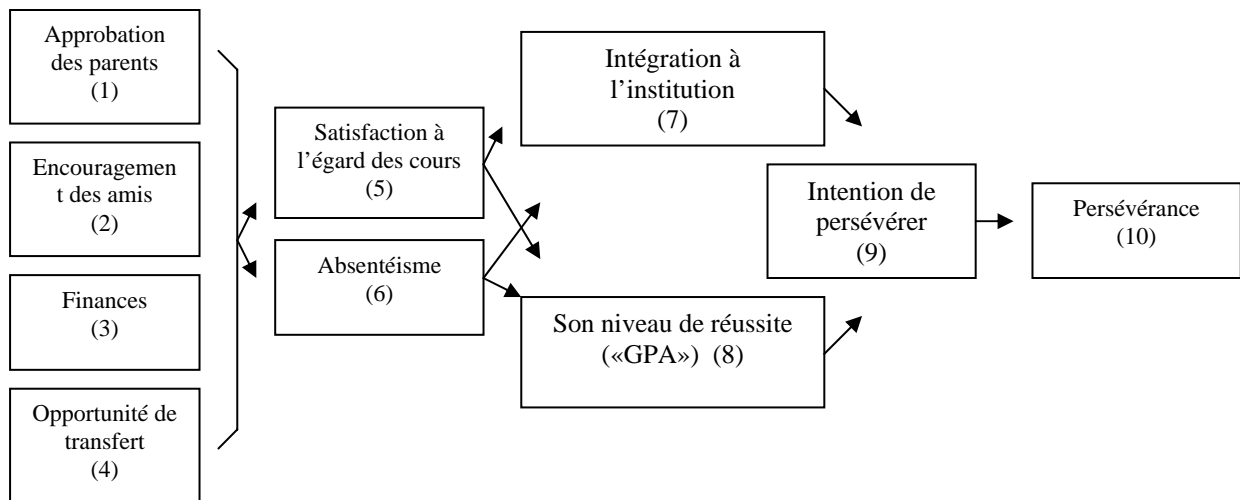 Approbation
des parents
(1)
Encouragemen
t des amis
(2)
Finances
(3)
Opportunité de
transfert
(4)
Satisfaction à
l'égard des cours
(5)
Absentéisme
(6)
Intégration à
l'institution
(7)
Son niveau de réussite
(«GPA») (8)
Intention de
persévérer
(9)
Persévérance
(10)